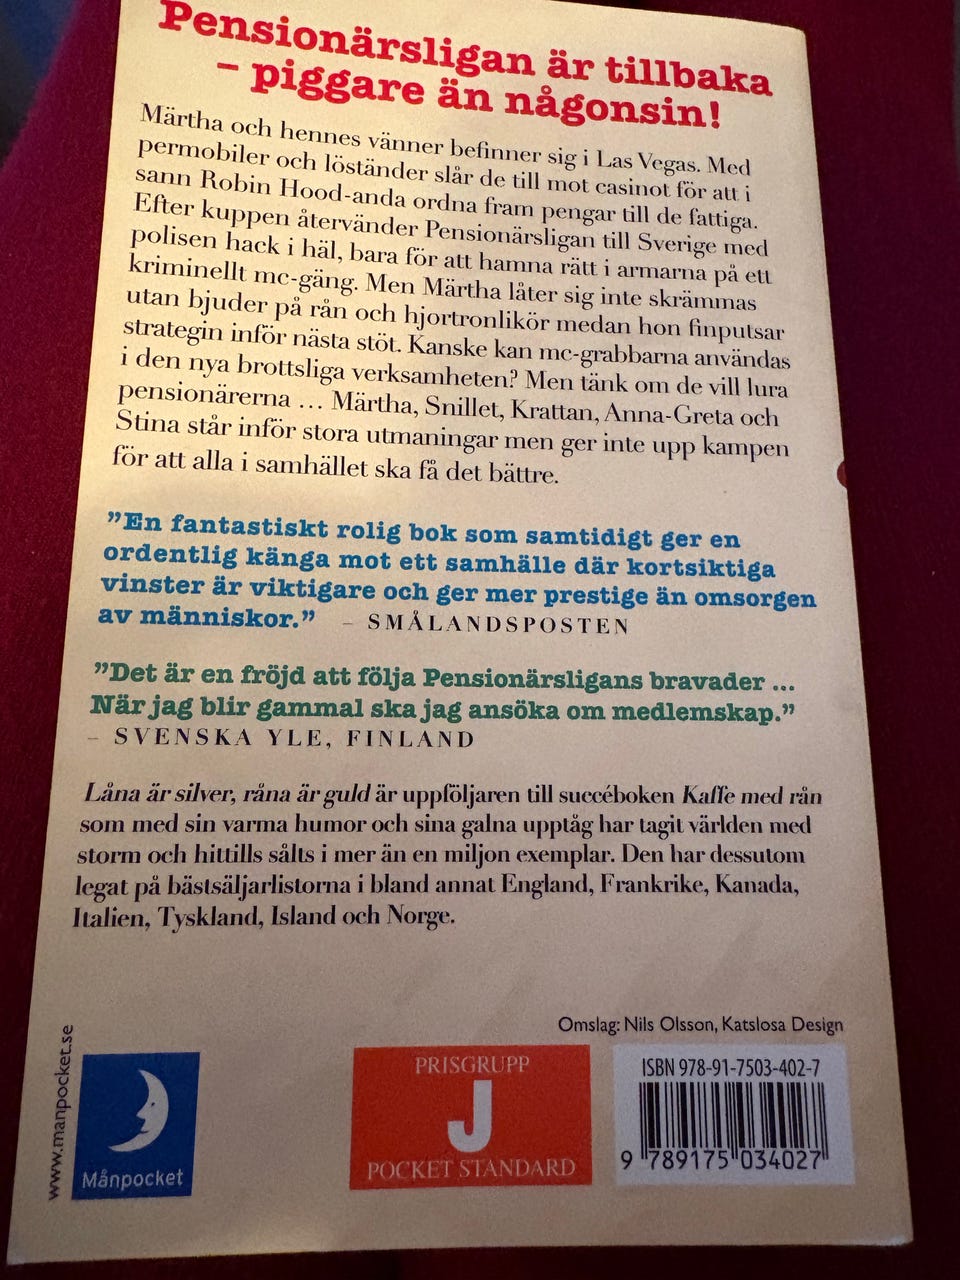 Pensionärsligan är tillbaka
– piggare än någonsin!
Märtha och hennes vänner befinner sig i Las Vegas. Med
permobiler och löständer slår de till mot casinot för att i
sann Robin Hood-anda ordna fram pengar till de fattiga.
Efter kuppen återvänder Pensionärsligan till Sverige med
polisen hack i häl, bara för att hamna rätt i armarna på ett
kriminellt mc-gäng. Men Märtha låter sig inte skrämmas
utan bjuder på rån och hjortronlikör medan hon finputsar
strategin inför nästa stöt. Kanske kan mc-grabbarna användas
i den nya brottsliga verksamheten? Men tänk om de vill lura
pensionärerna ... Märtha, Snillet, Krattan, Anna-Greta och
Stina står inför stora utmaningar men ger inte upp kampen
för att alla i samhället ska få det bättre.
”En fantastiskt rolig bok som samtidigt ger en
ordentlig känga mot ett samhälle där kortsiktiga
vinster är viktigare och ger mer prestige än omsorgen
av människor.” – SMÅLANDSPOSTEN
”Det är en fröjd att följa Pensionärsligans bravader ...
När jag blir gammal ska jag ansöka om medlemskap.”
– SVENSKA YLE, FINLAND
Låna är silver, råna är guld är uppföljaren till succéboken Kaffe med rån
som med sin varma humor och sina galna upptåg har tagit världen med
storm och hittills sålts i mer än en miljon exemplar. Den har dessutom
legat på bästsäljarlistorna i bland annat England, Frankrike, Kanada,
Italien, Tyskland, Island och Norge.
Omslag: Nils Olsson, Katslosa Design
www.manpocket.se
Månpocket
PRISGRUPP
J
POCKET STANDARD
ISBN 978-91-7503-402-7
9 789175 034027